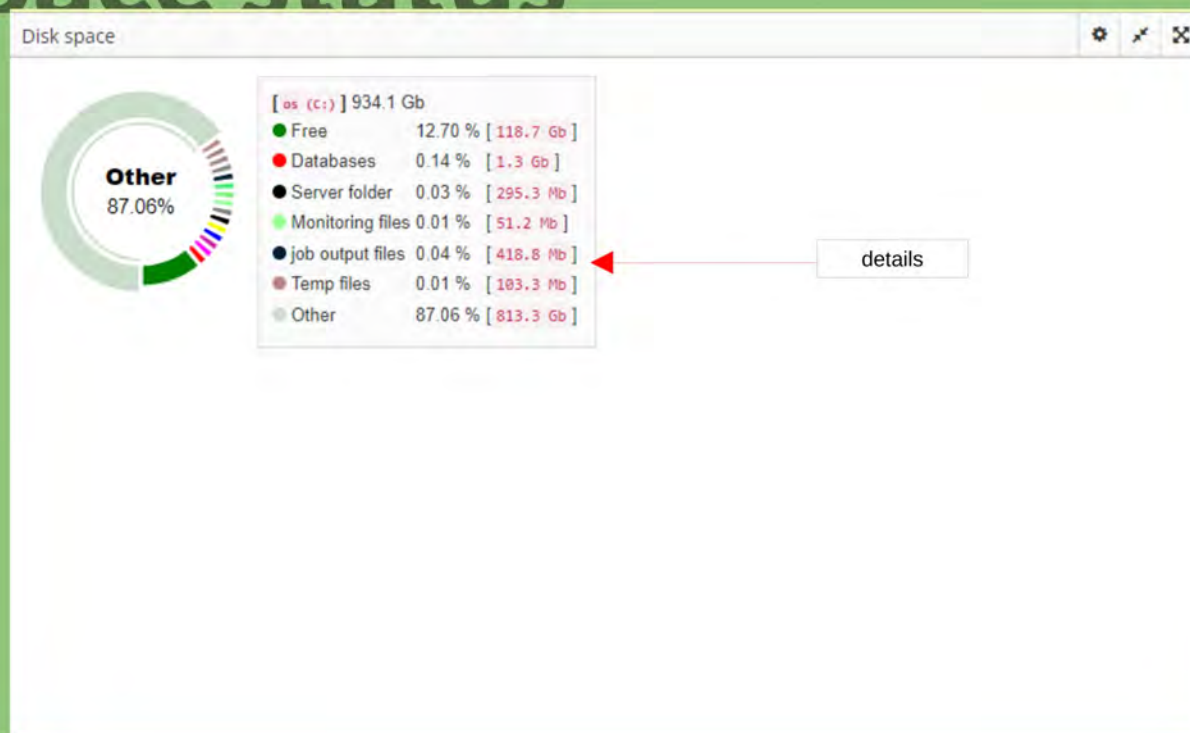 space status
Disk space
Other
87.06%
[ os (C:) ] 934.1 Gb
Free 12.70 % [ 118.7 Gb ]
Databases 0.14 % [ 1.3 Gb ]
Server folder 0.03 % [ 295.3 Mb ]
Monitoring files 0.01 % [ 51.2 Mb ]
job output files 0.04 % [ 418.8 Mb ]
Temp files 0.01 % [ 103.3 Mb ]
Other 87.06 % [ 813.3 Gb ]
details